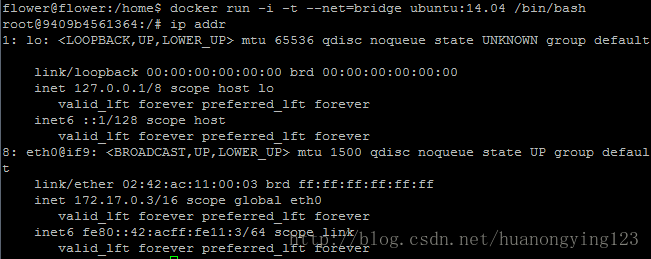 flower@flower:/home$ docker run -i -t --net=bridge ubuntu:14.04 /bin/bash
root@9409b4561364:/# ip addr
1: lo: <LOOPBACK,UP,LOWER_UP> mtu 65536 qdisc noqueue state UNKNOWN group default
link/loopback 00:00:00:00:00:00 brd 00:00:00:00:00:00
inet 127.0.0.1/8 scope host lo
valid_lft forever preferred_lft forever
inet6 ::1/128 scope host
valid_lft forever preferred_lft forever
8: eth0@if9: <BROADCAST,UP,LOWER_UP> mtu 1500 qdisc noqueue state UP group defaul
t
link/ether 02:42:ac:11:00:03 brd ff:ff:ff:ff:ff:ff
inet 172.17.0.3/16 scope global eth0
valid_lft forever preferred_lft forever
inet6 fe80::42:acff:fe11:3/64 scope link
http://blog.csdn.net/huanongying123
valid_lft forever preferred_lft forever